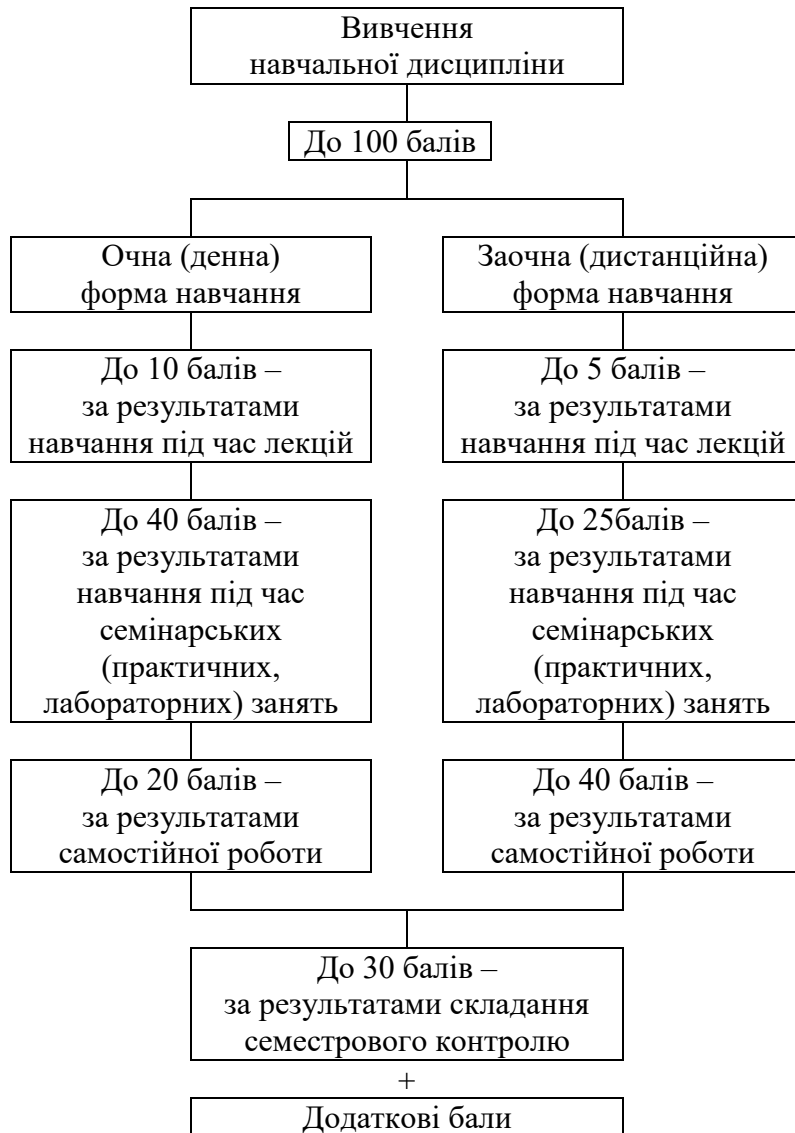 Вивчення
навчальної дисципліни
До 100 балів
Очна (денна)
форма навчання
До 10 балів –
за результатами
навчання під час лекцій
До 40 балів –
за результатами
навчання під час
семінарських
(практичних,
лабораторних) занять
До 20 балів –
за результатами
самостійної роботи
Заочна (дистанційна)
форма навчання
До 5 балів –
за результатами
навчання під час лекцій
До 25балів –
за результатами
навчання під час
семінарських
(практичних,
лабораторних) занять
До 40 балів –
за результатами
самостійної роботи
До 30 балів –
за результатами складання
семестрового контролю
+
Додаткові бали